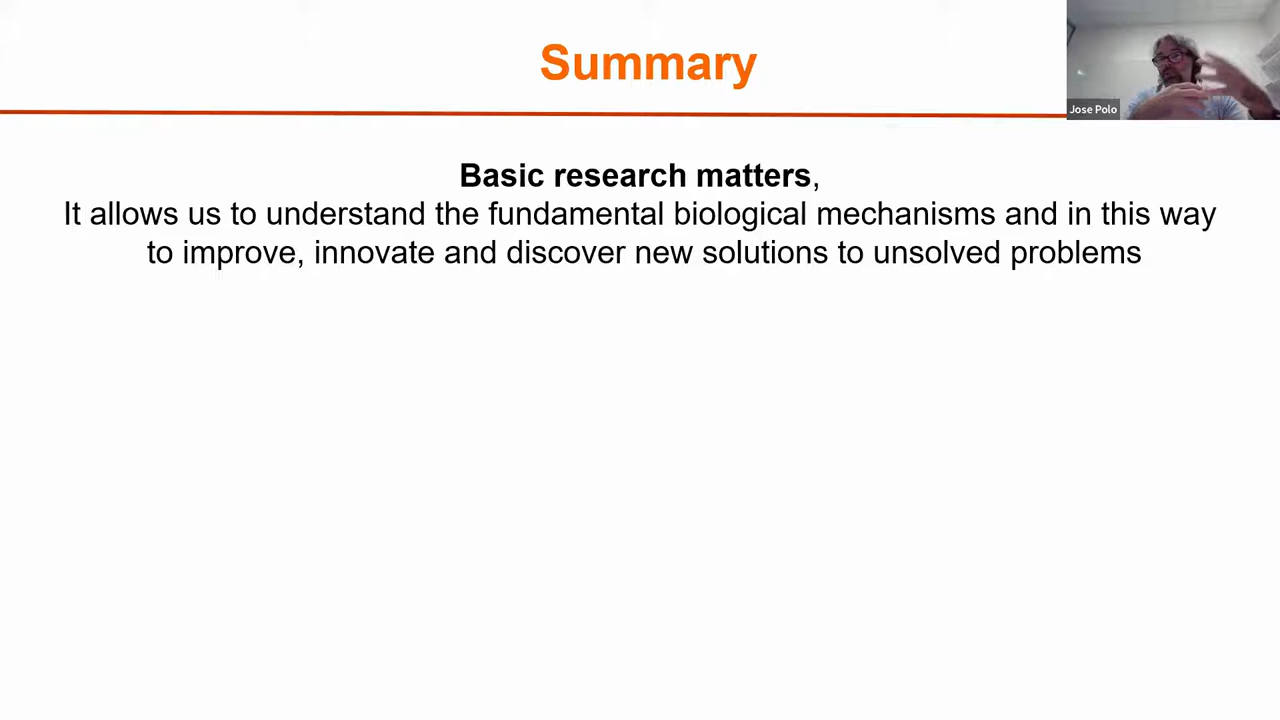 Summary
Jose Polo
Basic research matters,
It allows us to understand the fundamental biological mechanisms and in this way
to improve, innovate and discover new solutions to unsolved problems